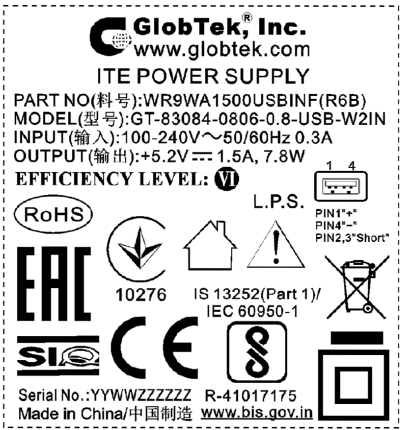 GlobTek®, Inc.
www.globtek.com
ITE POWER SUPPLY
PART NO(料号):WR9WA1500USBINF(R6B)
MODEL(型号):GT-83084-0806-0.8-USB-W2IN
INPUT(输入):100-240V～50/60Hz 0.3A
OUTPUT(输出):+5.2V⎓1.5A, 7.8W
EFFICIENCY LEVEL: VI
1 4
L.P.S.
PIN1"+"
PIN4"-"
PIN2,3"Short"
RoHS
EAC
10276
IS 13252(Part 1)/
IEC 60950-1
SIQ
CE
Serial No.:YYWWZZZZZZ R-41017175
Made in China/中国制造 www.bis.gov.in